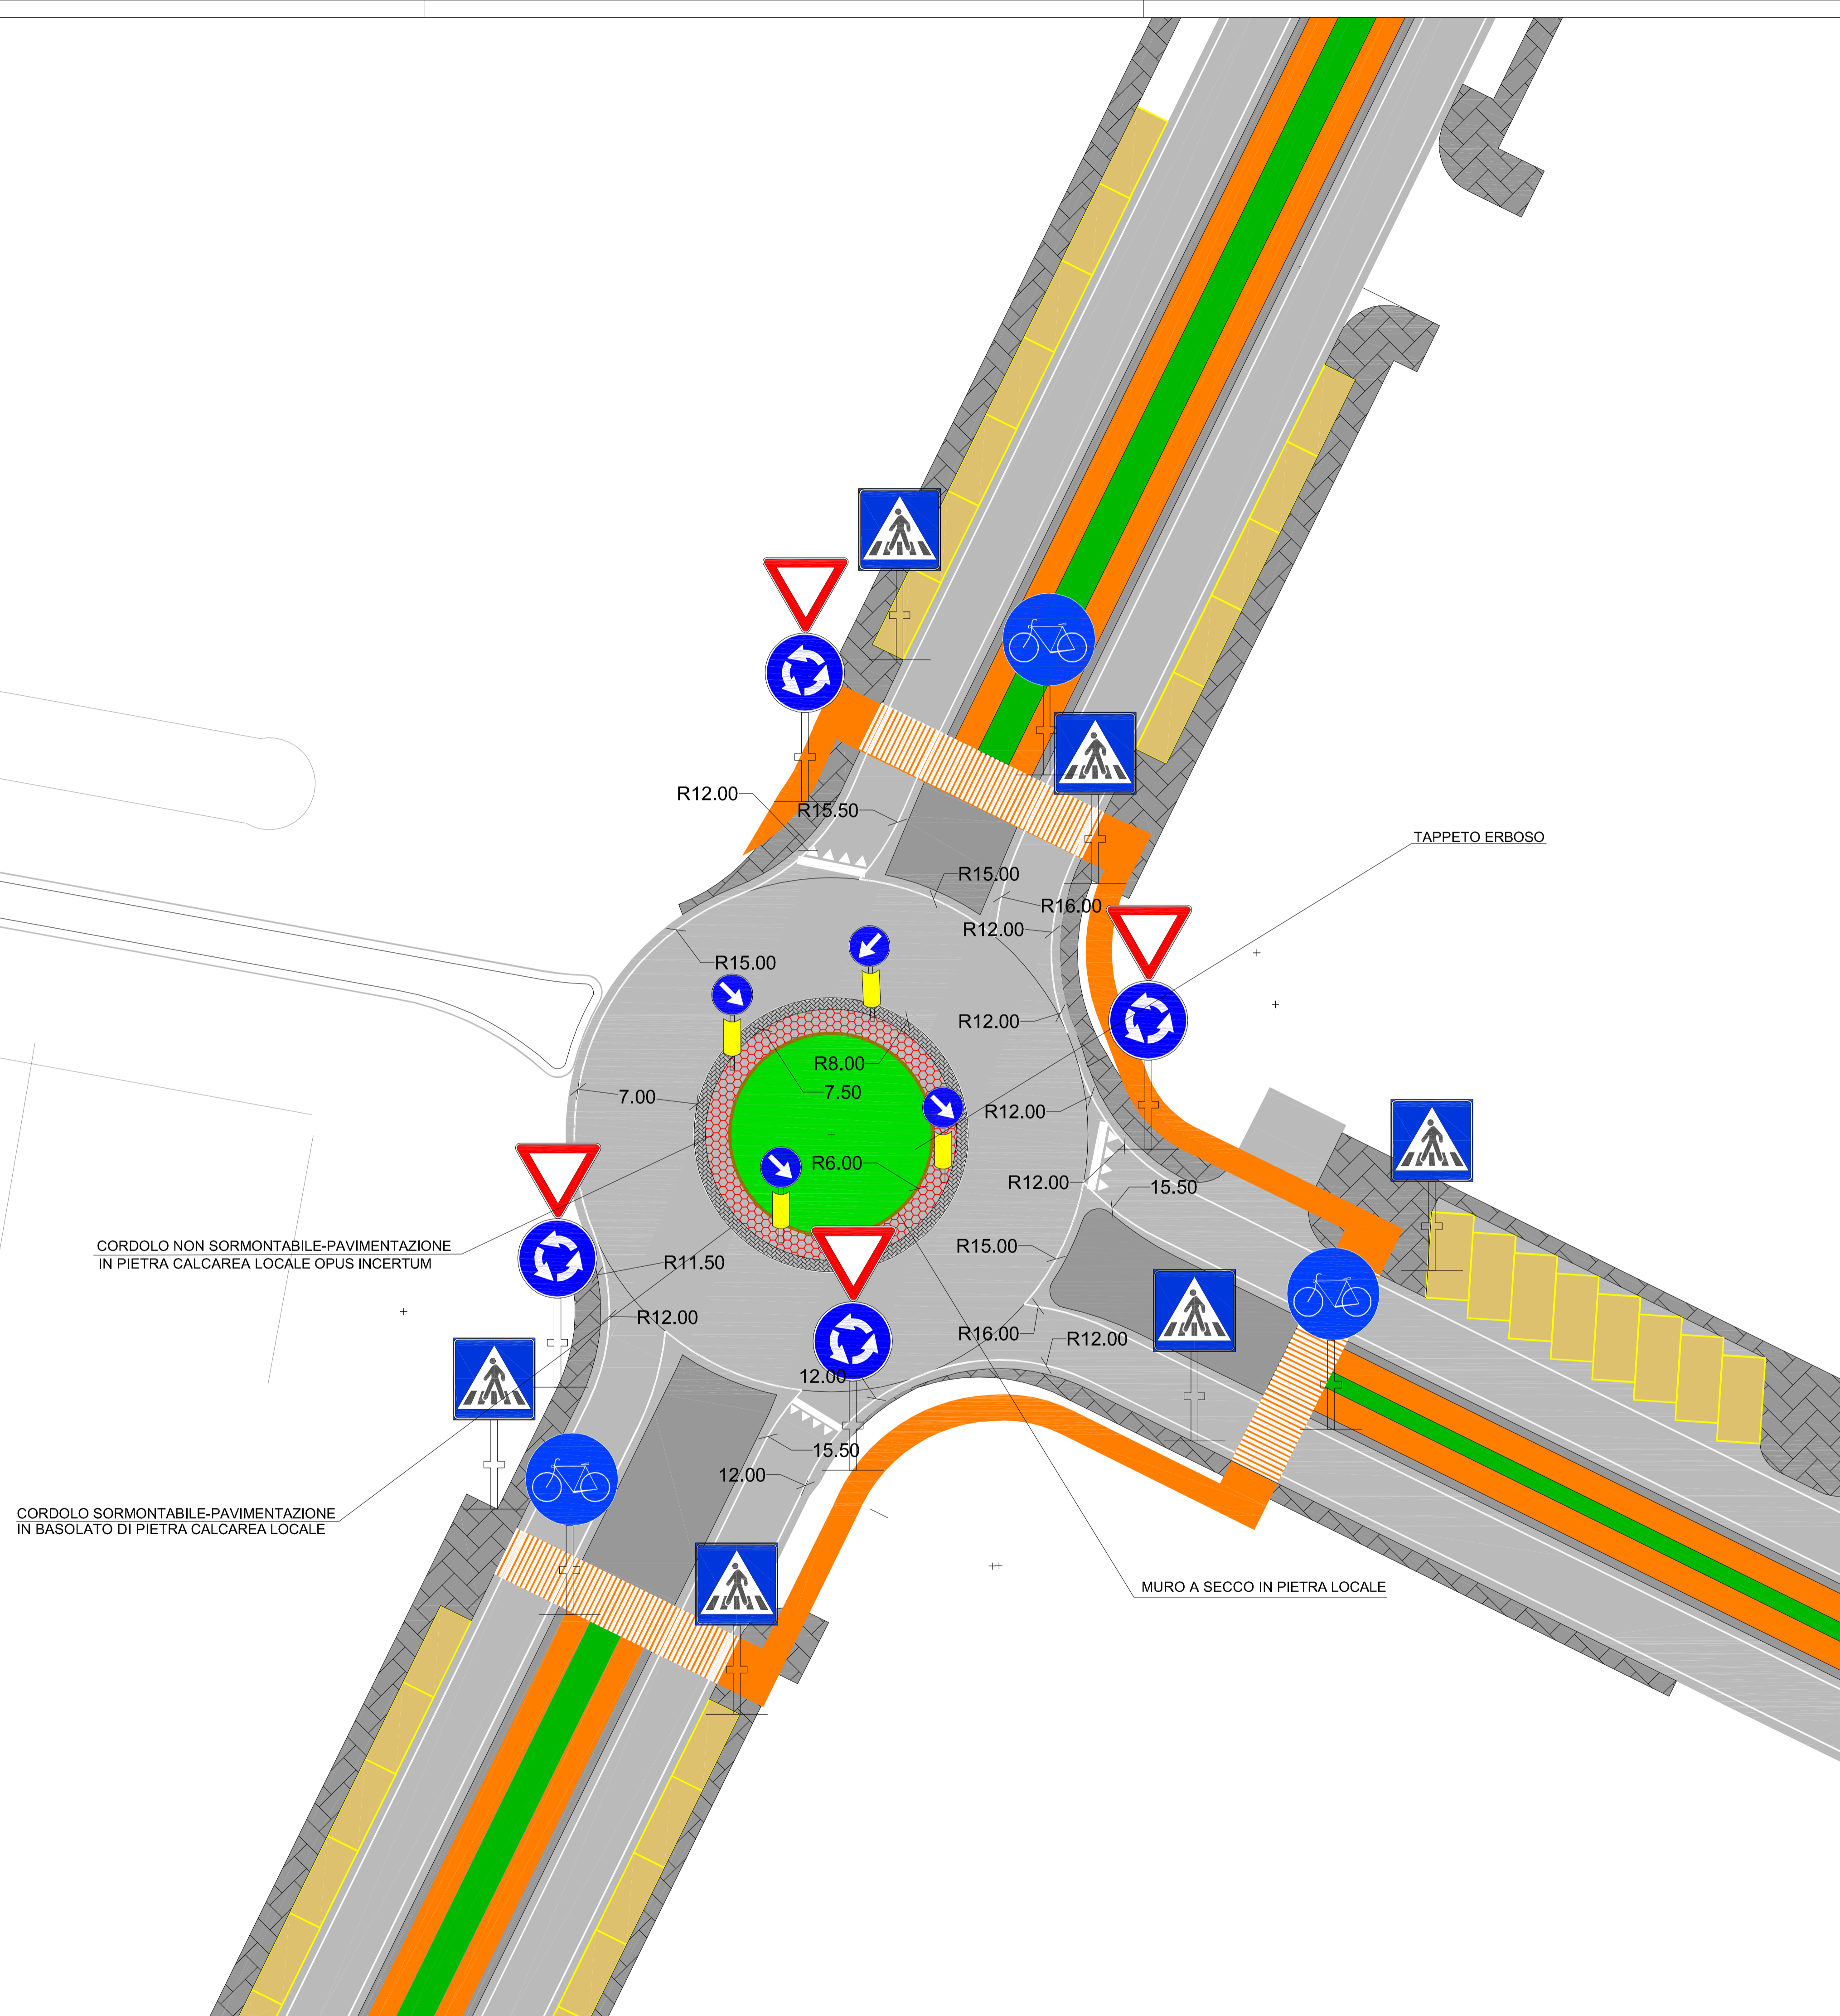 R12.00
R15.50
TAPPETO ERBOSO
R15.00
R16.00
R12.00
R15.00
R12.00
R8.00
7.50
7.00
R12.00
R6.00
R12.00
15.50
CORDOLO NON SORMONTABILE-PAVIMENTAZIONE
IN PIETRA CALCAREA LOCALE OPUS INCERTUM
R15.00
R11.50
R12.00
R16.00
R12.00
12.00
15.50
12.00
CORDOLO SORMONTABILE-PAVIMENTAZIONE
IN BASOLATO DI PIETRA CALCAREA LOCALE
MURO A SECCO IN PIETRA LOCALE